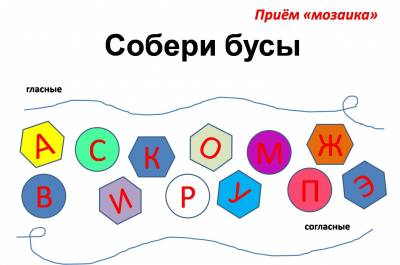 Приём «мозаика»
Собери бусы
гласные
А С К О М Ж
В И Р У П Э
согласные